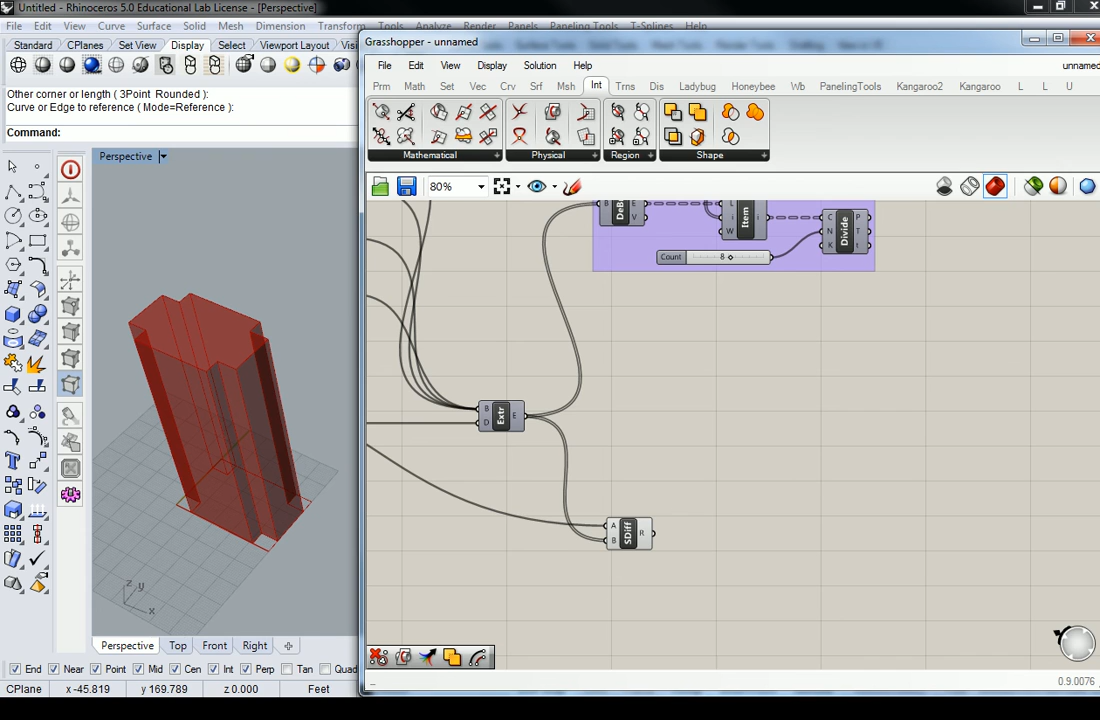 Untitled - Rhinoceros 5.0 Educational Lab License - [Perspective]
File Edit View Curve Surface Solid Mesh Dimension Transform Tools Analyze Render Panels Paneling Tools T-Splines Help
Standard CPlanes Set View Display Select Viewport Layout Visi
Other coror or length ( 3Point Rounded ):
Curve or Edge to reference ( Mode=Reference ):
Command:
Perspective
z y
x
Perspective Top Front Right
End Near Point Mid Cen Int Perp Tan Quad
CPlane x -45.819 y 169.789 z 0.000 Feet
Grasshopper - unnamed
File Edit View Display Solution Help unnamed
Prm Math Set Vec Crv Srf Msh Int Trns Dis Ladybug Honeybee Wb PanelingTools Kangaroo2 Kangaroo L L U
Mathematical Physical Region Shape
80%
B DeB E V
L i W Item i
C N K Divide P T t
Count 8
B D Extr E
A B SDiff R
0.9.0076